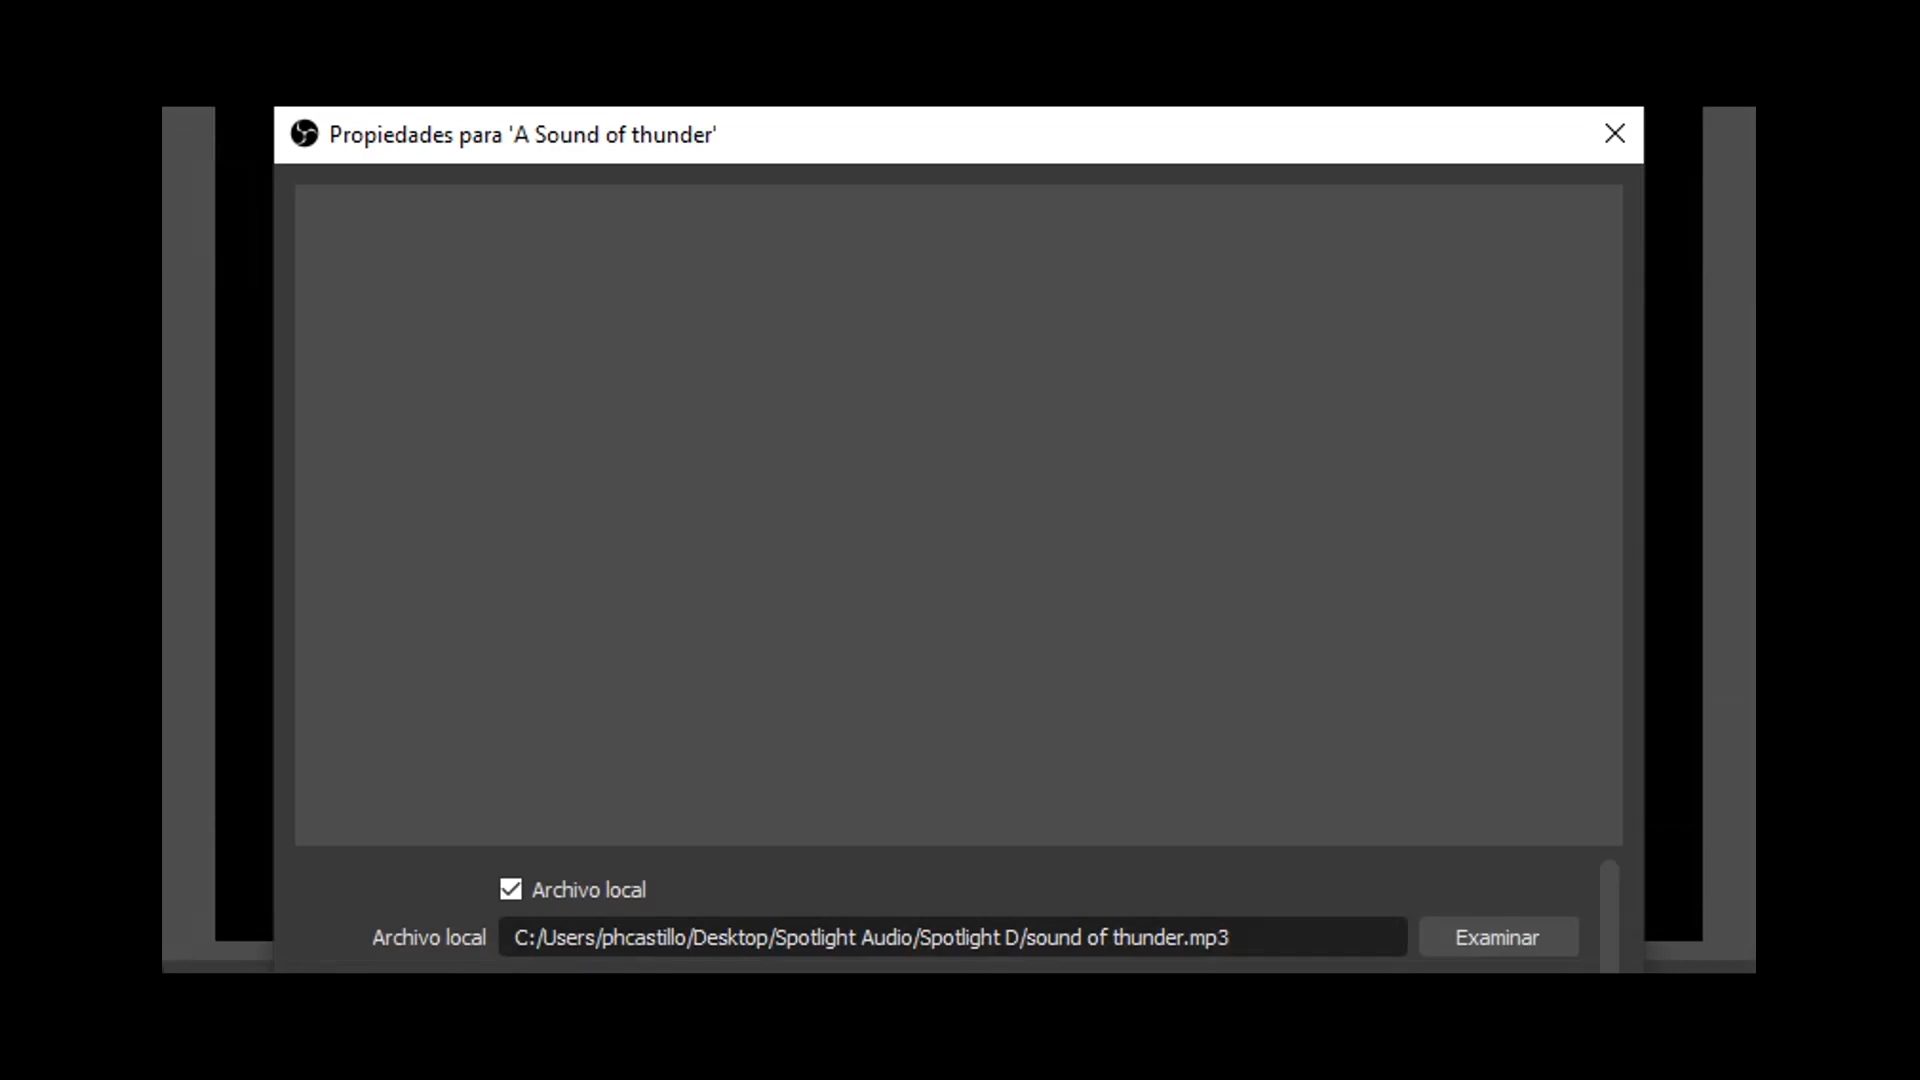 Propiedades para 'A Sound of thunder'
Archivo local
Archivo local C:/Users/phcastillo/Desktop/Spotlight Audio/Spotlight D/sound of thunder.mp3 Examinar